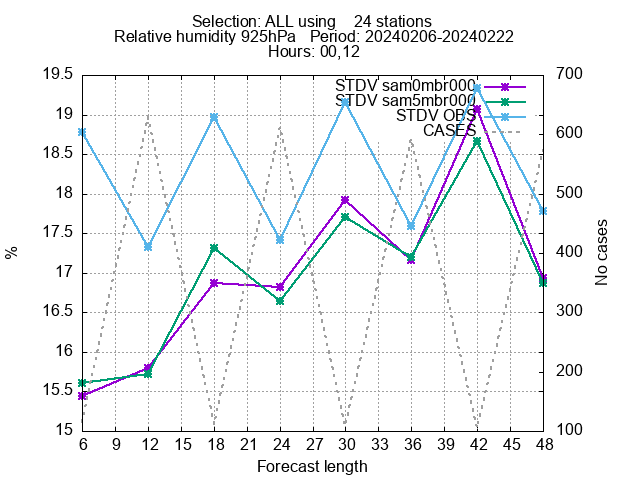 Selection: ALL using    24 stations
Relative humidity 925hPa   Period: 20240206-20240222
Hours: 00,12
STDV sam0mbr000
STDV sam5mbr000
STDV OBS
CASES
19.5
19
18.5
18
17.5
17
16.5
16
15.5
15
%
700
600
500
400
300
200
100
No cases
6 9 12 15 18 21 24 27 30 33 36 39 42 45 48
Forecast length